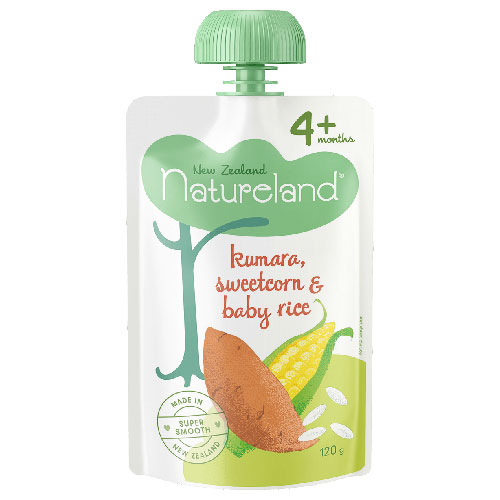 4+
months
New Zealand
Natureland
kumara,
sweetcorn &
baby rice
MADE IN
SUPER
SMOOTH
NEW ZEALAND
120g